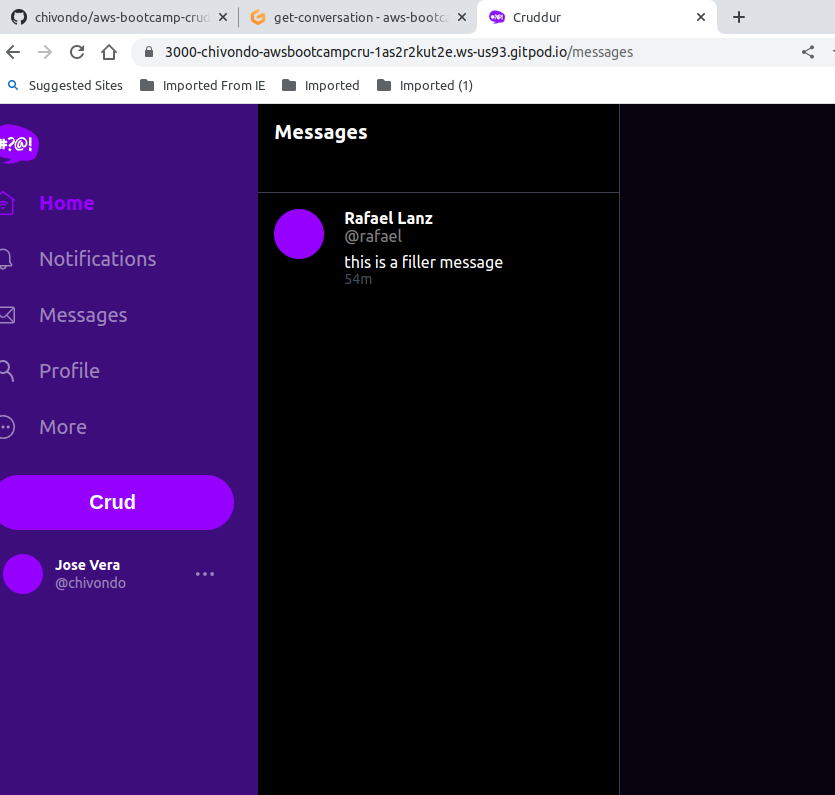 chivondo/aws-bootcamp-crud
get-conversation - aws-bootca
Cruddur
3000-chivondo-awsbootcampcru-1as2r2kut2e.ws-us93.gitpod.io/messages
Suggested Sites
Imported From IE
Imported
Imported (1)
#?@!
Messages
Home
Rafael Lanz
@rafael
Notifications
this is a filler message
54m
Messages
Profile
More
Crud
Jose Vera
@chivondo